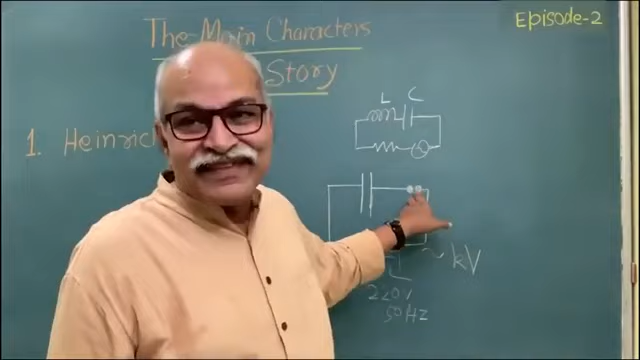 Episode-2
The Main Characters
Story
1. Heinrich
L C
~ kV
220V
50Hz